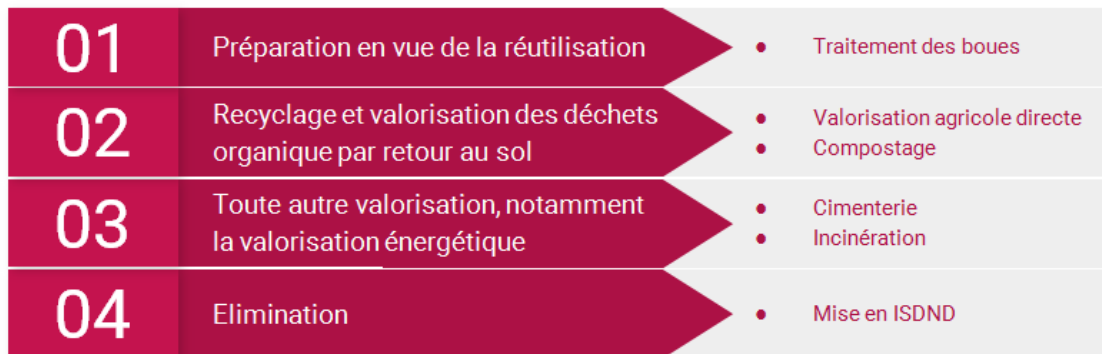 01
Préparation en vue de la réutilisation
• Traitement des boues
02
Recyclage et valorisation des déchets
organique par retour au sol
• Valorisation agricole directe
• Compostage
03
Toute autre valorisation, notamment
la valorisation énergétique
• Cimenterie
• Incinération
04
Elimination
• Mise en ISDND